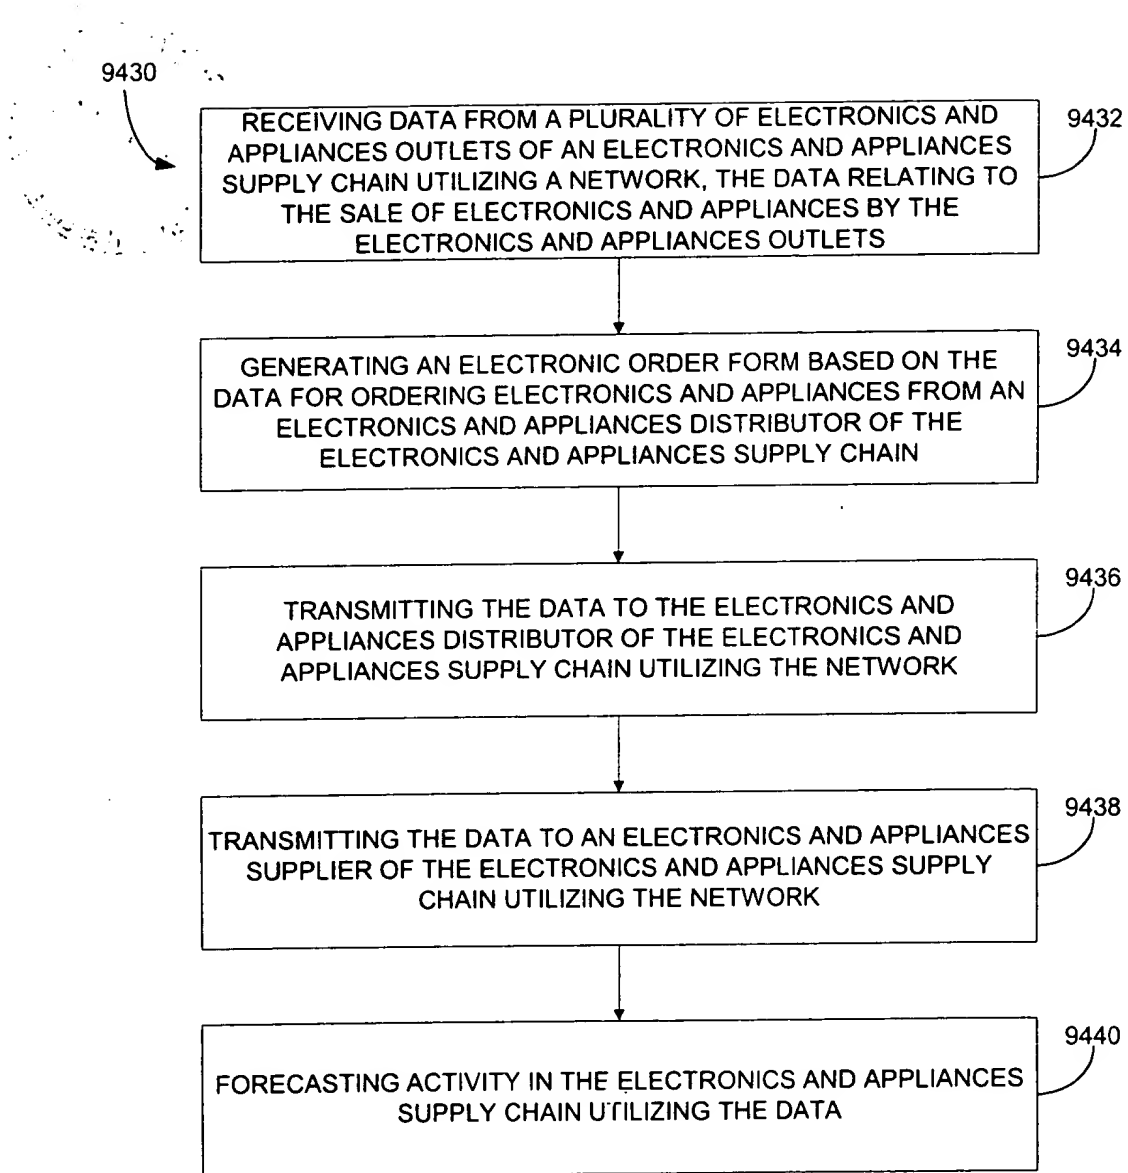 9430
RECEIVING DATA FROM A PLURALITY OF ELECTRONICS AND
APPLIANCES OUTLETS OF AN ELECTRONICS AND APPLIANCES
SUPPLY CHAIN UTILIZING A NETWORK, THE DATA RELATING TO
THE SALE OF ELECTRONICS AND APPLIANCES BY THE
ELECTRONICS AND APPLIANCES OUTLETS
9432
GENERATING AN ELECTRONIC ORDER FORM BASED ON THE
DATA FOR ORDERING ELECTRONICS AND APPLIANCES FROM AN
ELECTRONICS AND APPLIANCES DISTRIBUTOR OF THE
ELECTRONICS AND APPLIANCES SUPPLY CHAIN
9434
TRANSMITTING THE DATA TO THE ELECTRONICS AND
APPLIANCES DISTRIBUTOR OF THE ELECTRONICS AND
APPLIANCES SUPPLY CHAIN UTILIZING THE NETWORK
9436
TRANSMITTING THE DATA TO AN ELECTRONICS AND APPLIANCES
SUPPLIER OF THE ELECTRONICS AND APPLIANCES SUPPLY
CHAIN UTILIZING THE NETWORK
9438
FORECASTING ACTIVITY IN THE ELECTRONICS AND APPLIANCES
SUPPLY CHAIN UTILIZING THE DATA
9440